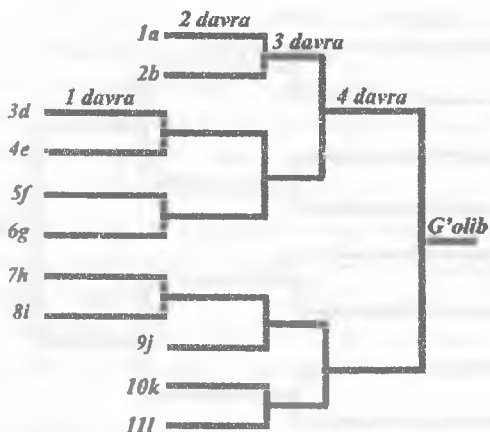 2 davra
1a
3 davra
2b
1 davra
4 davra
3d
4e
5f
G'olib
6g
7h
8i
9j
10k
11l